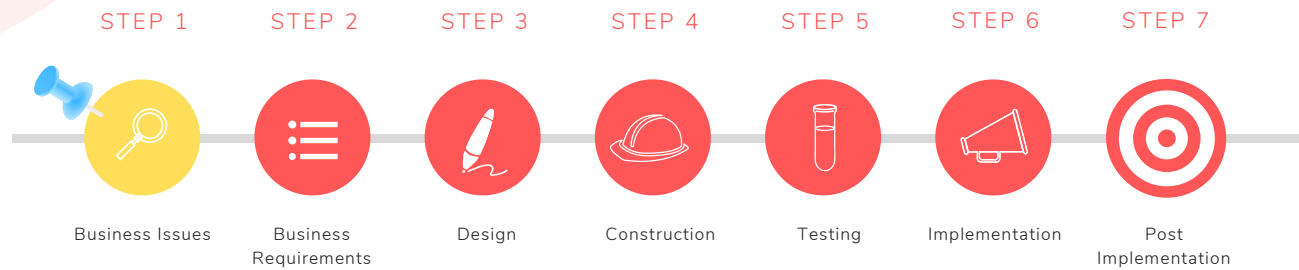 STEP 1
STEP 2
STEP 3
STEP 4
STEP 5
STEP 6
STEP 7
Business Issues
Business
Requirements
Design
Construction
Testing
Implementation
Post
Implementation